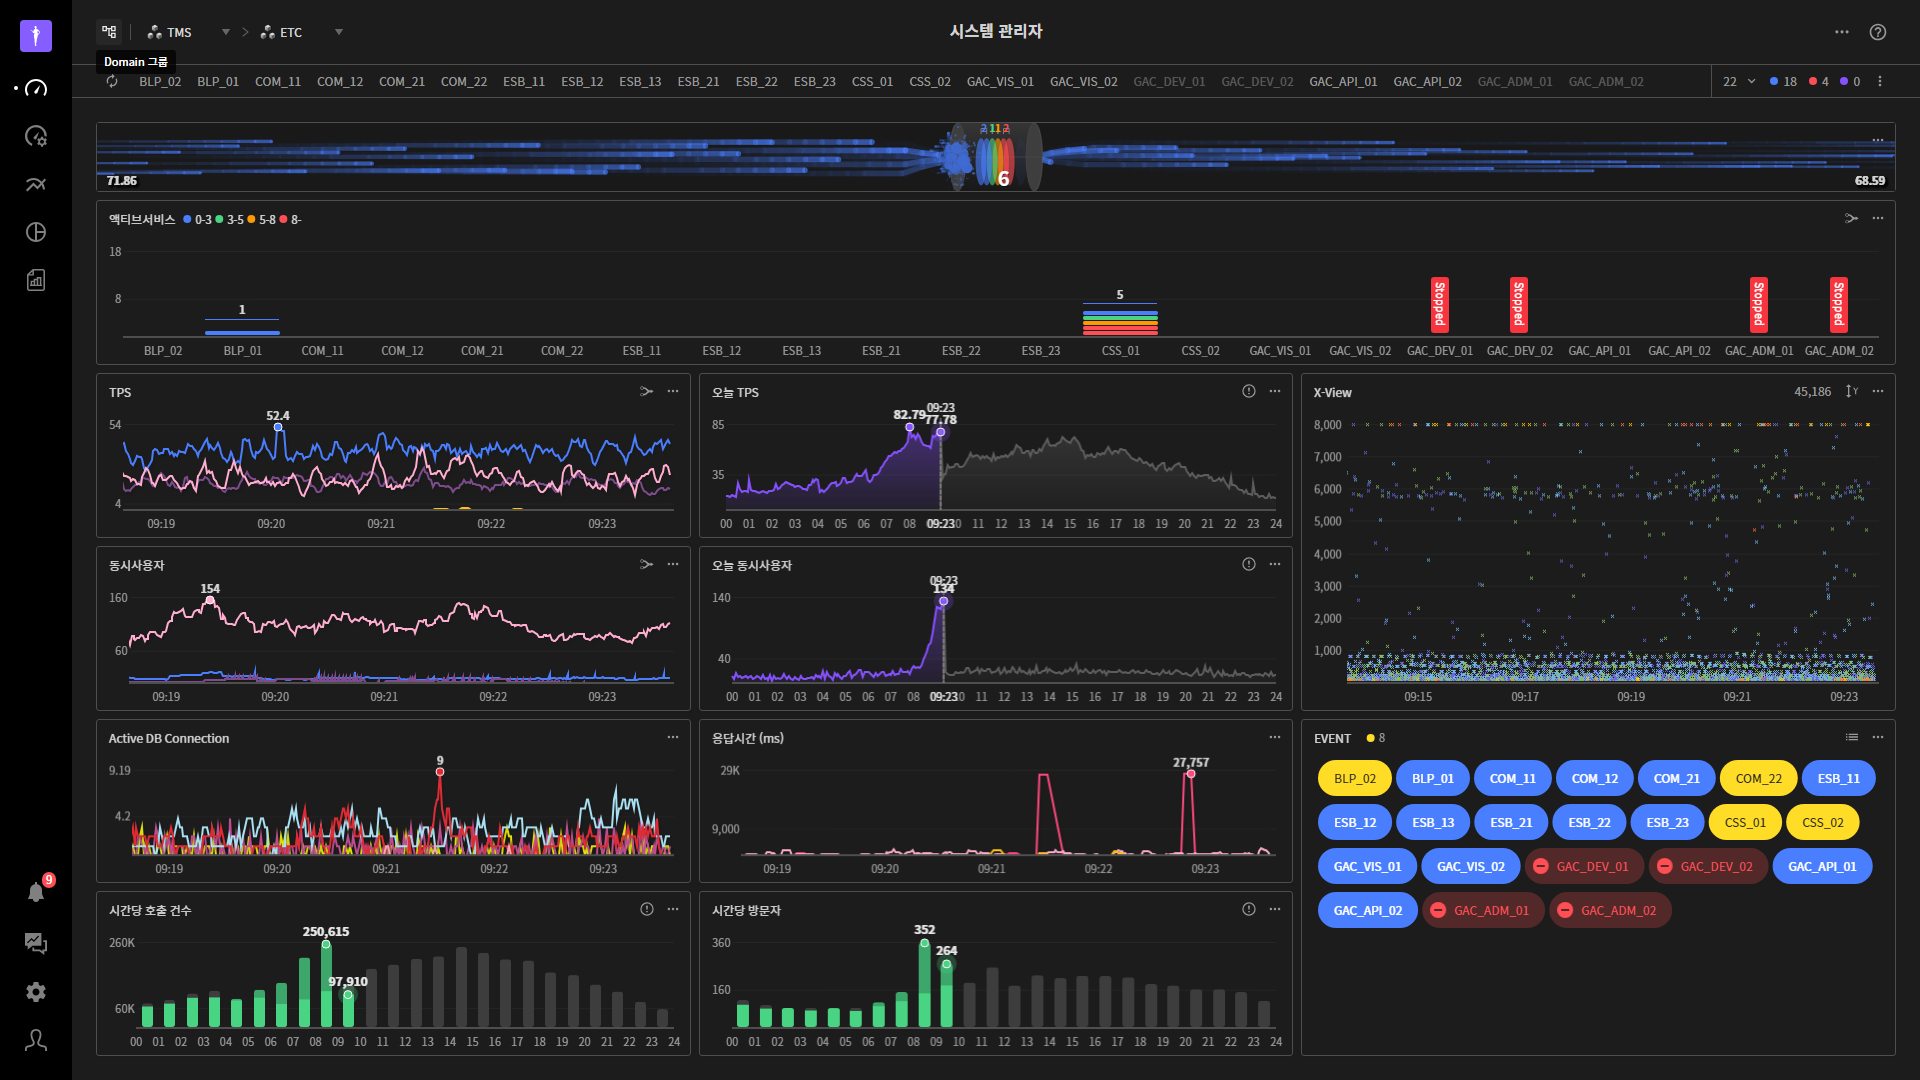 TMS ETC 시스템 관리자
Domain 그룹
BLP_02 BLP_01 COM_11 COM_12 COM_21 COM_22 ESB_11 ESB_12 ESB_13 ESB_21 ESB_22 ESB_23 CSS_01 CSS_02 GAC_VIS_01 GAC_VIS_02 GAC_DEV_01 GAC_DEV_02 GAC_API_01 GAC_API_02 GAC_ADM_01 GAC_ADM_02 22 18 4 0
2 1 1 2
71.86 6 68.59
액티브서비스 0-3 3-5 5-8 8-
18
8
1 5
Stopped Stopped Stopped Stopped
BLP_02 BLP_01 COM_11 COM_12 COM_21 COM_22 ESB_11 ESB_12 ESB_13 ESB_21 ESB_22 ESB_23 CSS_01 CSS_02 GAC_VIS_01 GAC_VIS_02 GAC_DEV_01 GAC_DEV_02 GAC_API_01 GAC_API_02 GAC_ADM_01 GAC_ADM_02
TPS
52.4
54
4
09:19 09:20 09:21 09:22 09:23
오늘 TPS
09:23
82.79 77.78
85
35
00 01 02 03 04 05 06 07 08 09:23 11 12 13 14 15 16 17 18 19 20 21 22 23 24
X-View 45,186
8,000
7,000
6,000
5,000
4,000
3,000
2,000
1,000
09:15 09:17 09:19 09:21 09:23
동시사용자
154
160
60
09:19 09:20 09:21 09:22 09:23
오늘 동시사용자
09:23
134
140
40
00 01 02 03 04 05 06 07 08 09:23 11 12 13 14 15 16 17 18 19 20 21 22 23 24
Active DB Connection
9
9.19
4.2
09:19 09:20 09:21 09:22 09:23
응답시간 (ms)
27,757
29K
9,000
09:19 09:20 09:21 09:22 09:23
EVENT 8
BLP_02 BLP_01 COM_11 COM_12 COM_21 COM_22 ESB_11
ESB_12 ESB_13 ESB_21 ESB_22 ESB_23 CSS_01 CSS_02
GAC_VIS_01 GAC_VIS_02 GAC_DEV_01 GAC_DEV_02 GAC_API_01
GAC_API_02 GAC_ADM_01 GAC_ADM_02
시간당 호출 건수
250,615
260K
97,910
60K
00 01 02 03 04 05 06 07 08 09 10 11 12 13 14 15 16 17 18 19 20 21 22 23 24
시간당 방문자
352
360
264
160
00 01 02 03 04 05 06 07 08 09 10 11 12 13 14 15 16 17 18 19 20 21 22 23 24
9